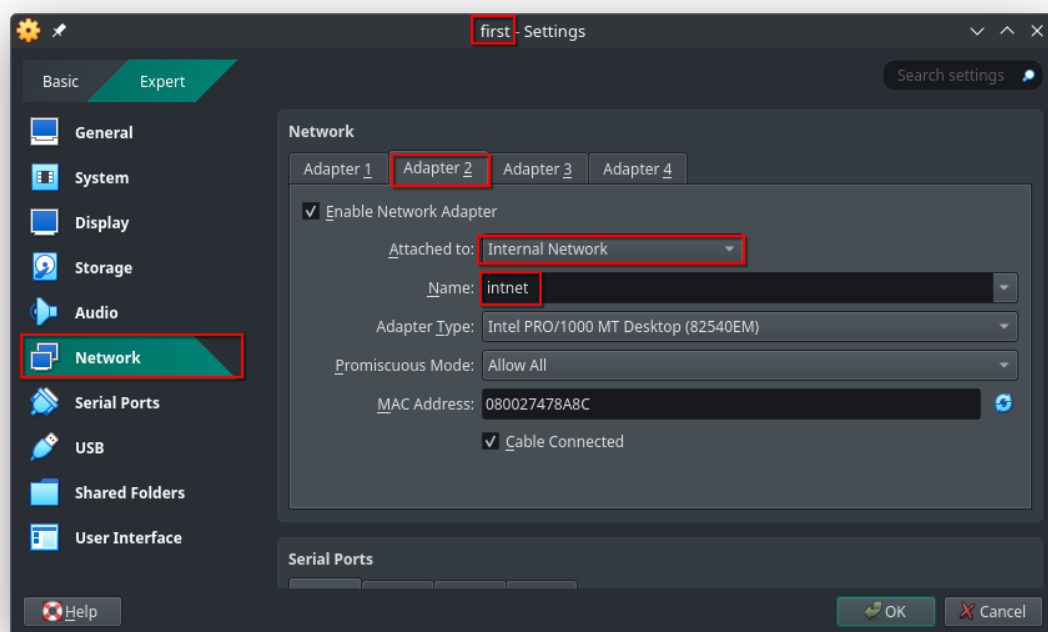 first - Settings
Basic
Expert
Search settings
General
System
Display
Storage
Audio
Network
Serial Ports
USB
Shared Folders
User Interface
Network
Adapter 1
Adapter 2
Adapter 3
Adapter 4
Enable Network Adapter
Attached to: Internal Network
Name: intnet
Adapter Type: Intel PRO/1000 MT Desktop (82540EM)
Promiscuous Mode: Allow All
MAC Address: 080027478A8C
Cable Connected
Serial Ports
Help
OK
Cancel